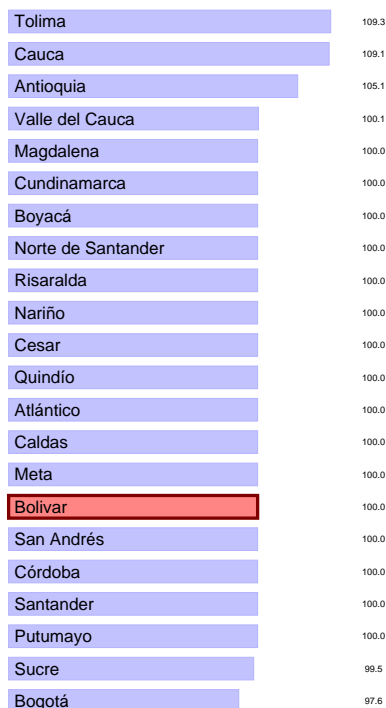 Tolima 109.3
Cauca 109.1
Antioquia 105.1
Valle del Cauca 100.1
Magdalena 100.0
Cundinamarca 100.0
Boyacá 100.0
Norte de Santander 100.0
Risaralda 100.0
Nariño 100.0
Cesar 100.0
Quindío 100.0
Atlántico 100.0
Caldas 100.0
Meta 100.0
Bolivar 100.0
San Andrés 100.0
Córdoba 100.0
Santander 100.0
Putumayo 100.0
Sucre 99.5
Bogotá 97.6